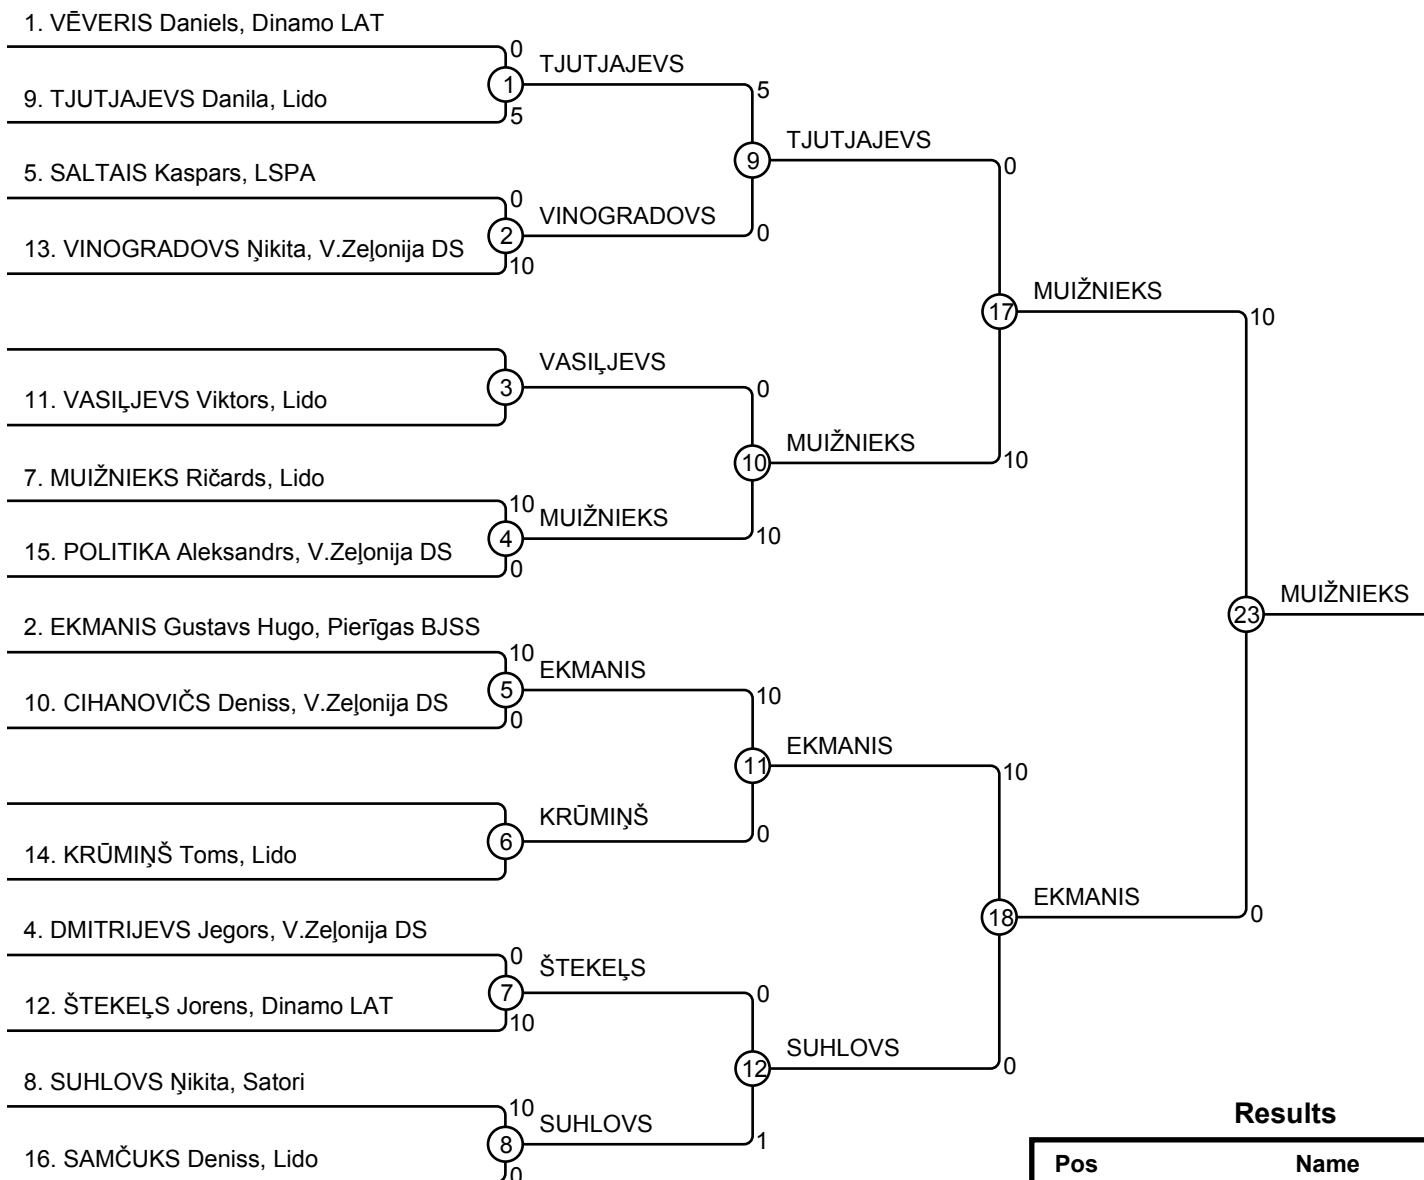 1. VĒVERIS Daniels, Dinamo LAT
0
TJUTJAJEVS
1
5
9. TJUTJAJEVS Danila, Lido
5
TJUTJAJEVS
9
0
5. SALTAIS Kaspars, LSPA
0
VINOGRADOVS
2
0
13. VINOGRADOVS Ņikita, V.Zeļonija DS
10
MUIŽNIEKS
17
10
VASIĻJEVS
3
0
11. VASIĻJEVS Viktors, Lido
MUIŽNIEKS
10
10
7. MUIŽNIEKS Ričards, Lido
10
MUIŽNIEKS
4
10
15. POLITIKA Aleksandrs, V.Zeļonija DS
0
MUIŽNIEKS
23
2. EKMANIS Gustavs Hugo, Pierīgas BJSS
10
EKMANIS
5
10
10. CIHANOVIČS Deniss, V.Zeļonija DS
0
EKMANIS
11
10
KRŪMIŅŠ
6
0
14. KRŪMIŅŠ Toms, Lido
EKMANIS
18
0
4. DMITRIJEVS Jegors, V.Zeļonija DS
0
ŠTEKEĻS
7
0
12. ŠTEKEĻS Jorens, Dinamo LAT
10
SUHLOVS
12
0
8. SUHLOVS Ņikita, Satori
10
SUHLOVS
8
1
16. SAMČUKS Deniss, Lido
0
Results
Pos Name